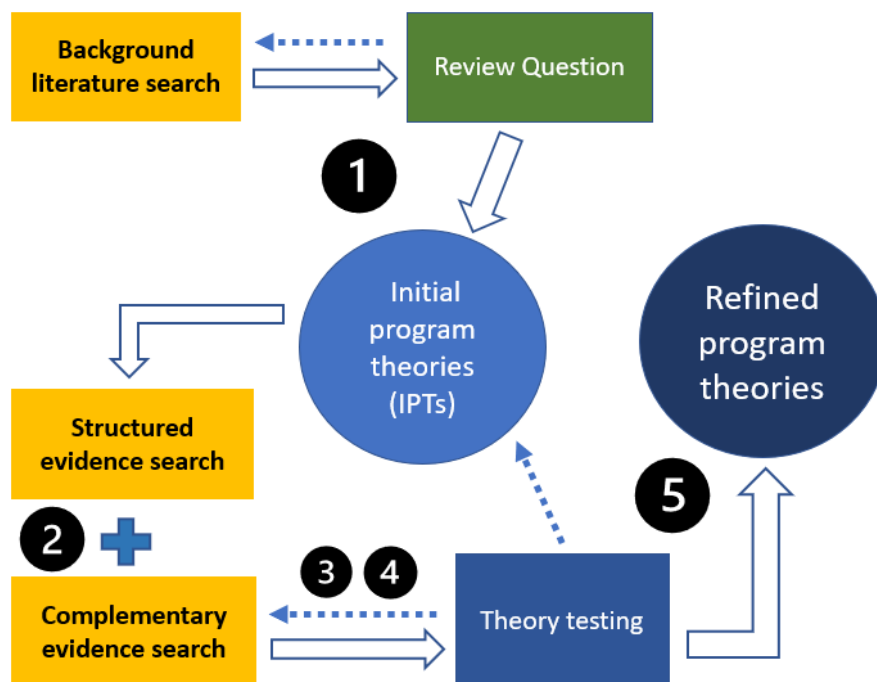 Background
literature search
Review Question
1
Initial
program
theories
(IPTs)
Refined
program
theories
Structured
evidence search
5
2
3 4
Complementary
evidence search
Theory testing